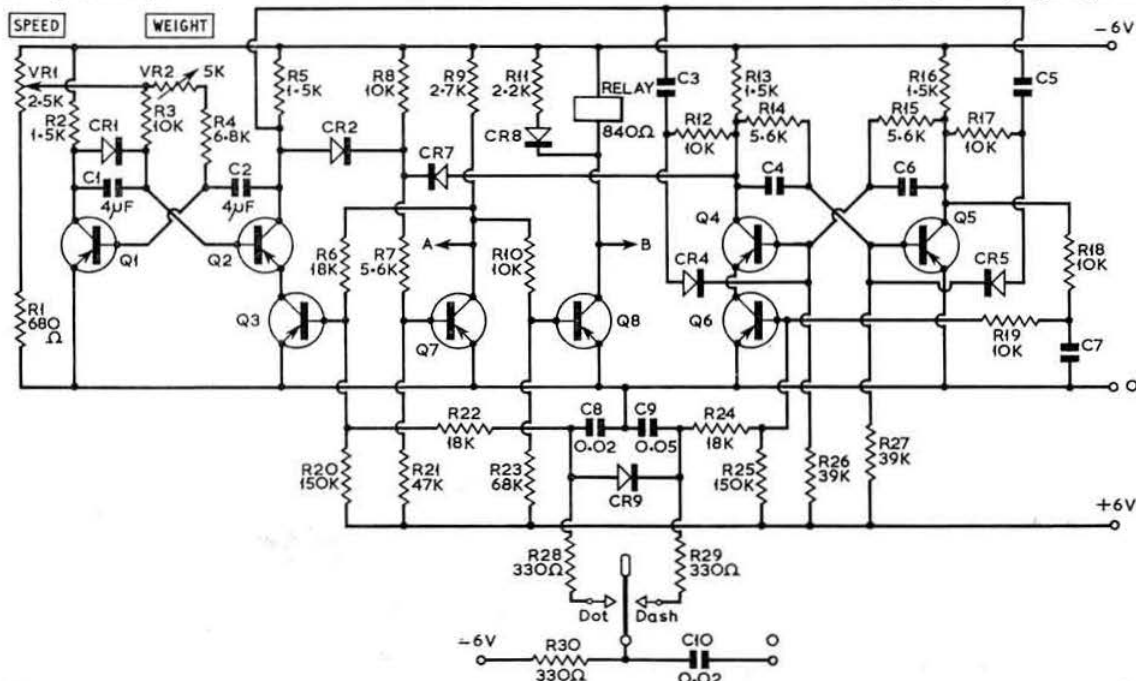 SPEED
WEIGHT
-6V
VR1
2.5K
VR2
5K
R2
1.5K
CR1
R3
10K
R4
6.8K
R5
1.5K
R8
10K
R9
2.7K
R11
2.2K
RELAY
840Ω
CR8
C3
R12
10K
R13
1.5K
R14
5.6K
R15
5.6K
R16
1.5K
R17
10K
C5
CR2
CR7
C1
4μF
C2
4μF
C4
C6
Q1
Q2
Q4
Q5
R6
18K
R7
5.6K
A
R10
10K
B
CR4
CR5
R18
10K
R1
680
Ω
Q3
Q7
Q8
Q6
R19
10K
C7
O
R22
18K
C8
0.02
C9
0.05
R24
18K
R20
150K
R21
47K
R23
68K
CR9
R25
150K
R26
39K
R27
39K
+6V
R28
330Ω
R29
330Ω
Dot
Dash
-6V
R30
330Ω
C10
0.02
O
O